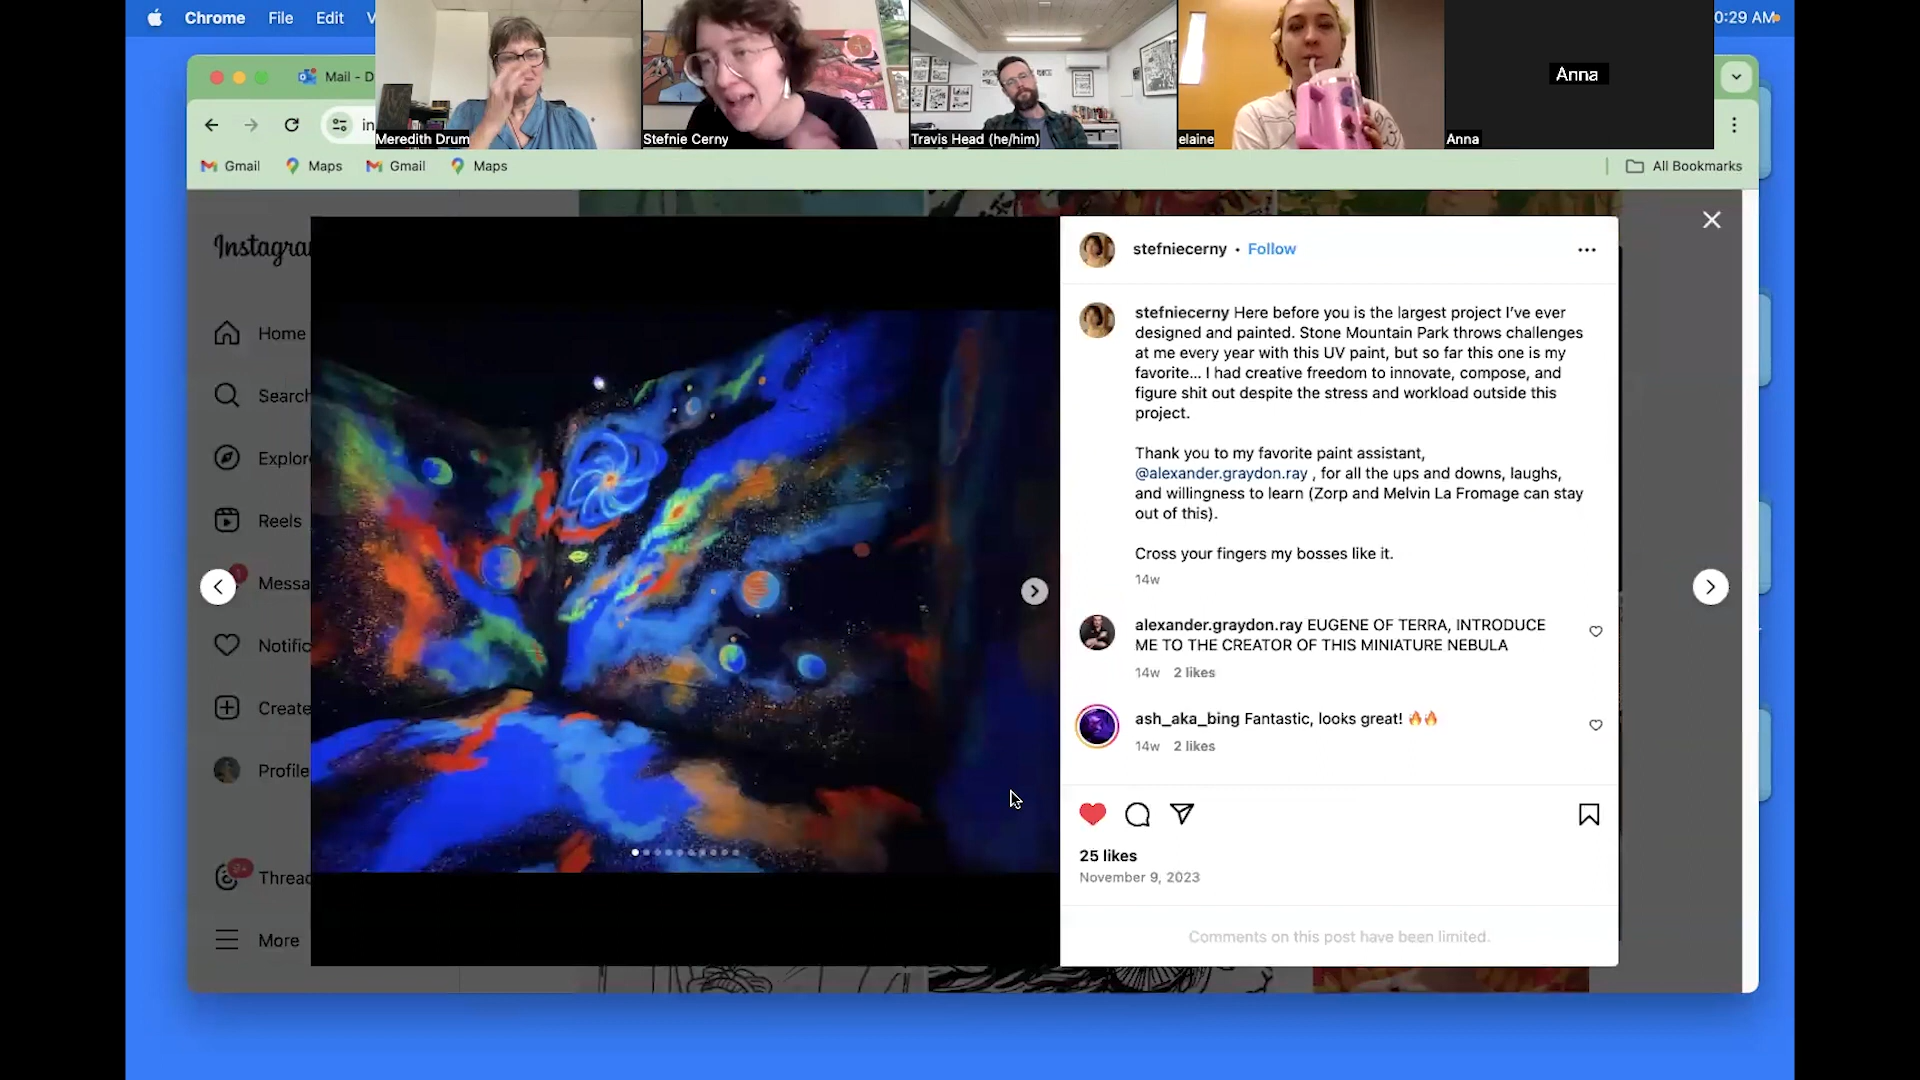 Chrome File Edit
0:29 AM
Meredith Drum
Stefnie Cerny
Travis Head (he/him)
elaine
Anna
Anna
Mail - D
in
Gmail Maps Gmail Maps
All Bookmarks
Instagra
Home
Search
Explor
Reels
Messa
Notific
Create
Profile
9+
Threa
More
stefniecerny • Follow
stefniecerny Here before you is the largest project I've ever
designed and painted. Stone Mountain Park throws challenges
at me every year with this UV paint, but so far this one is my
favorite... I had creative freedom to innovate, compose, and
figure shit out despite the stress and workload outside this
project.
Thank you to my favorite paint assistant,
@alexander.graydon.ray , for all the ups and downs, laughs,
and willingness to learn (Zorp and Melvin La Fromage can stay
out of this).
Cross your fingers my bosses like it.
14w
alexander.graydon.ray EUGENE OF TERRA, INTRODUCE
ME TO THE CREATOR OF THIS MINIATURE NEBULA
14w 2 likes
ash_aka_bing Fantastic, looks great! 🔥🔥
14w 2 likes
25 likes
November 9, 2023
Comments on this post have been limited.